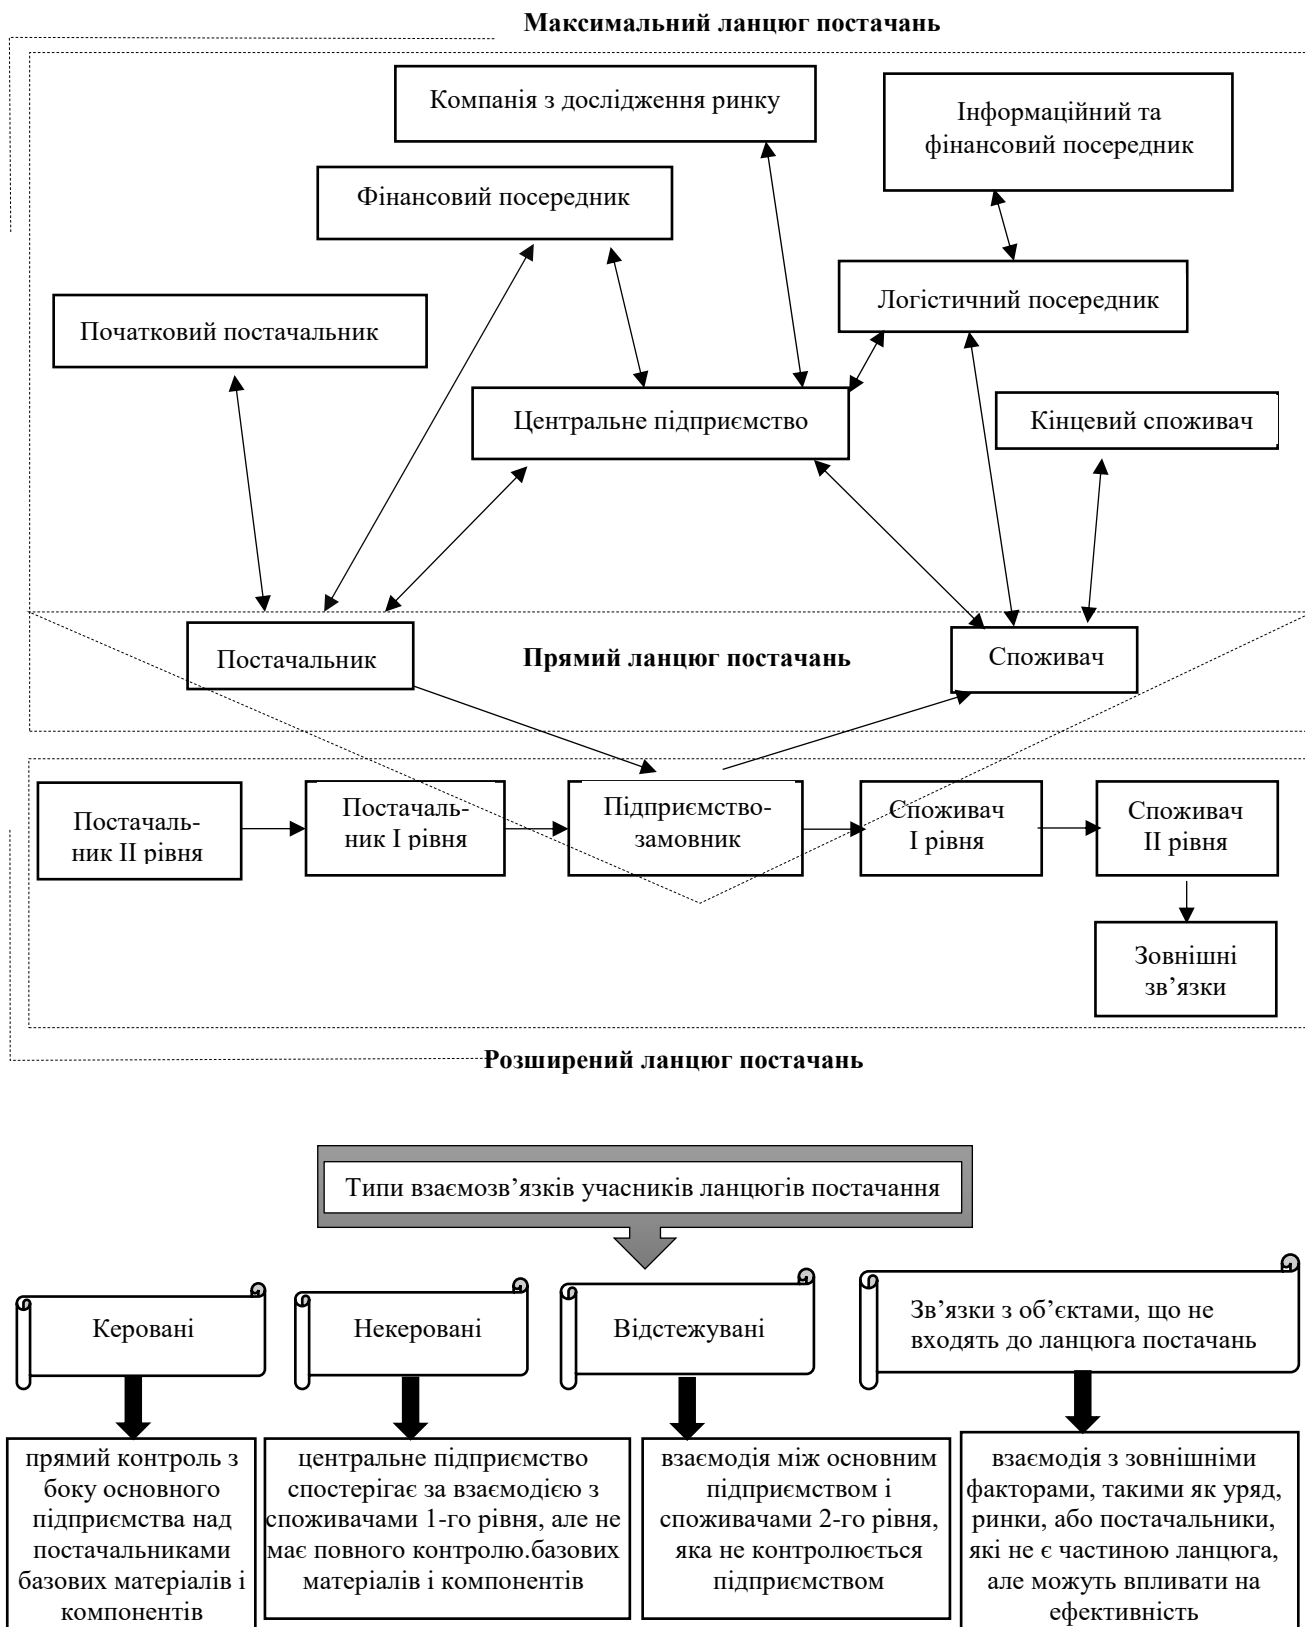 Максимальний ланцюг постачань
Компанія з дослідження ринку
Інформаційний та
фінансовий посередник
Фінансовий посередник
Логістичний посередник
Початковий постачальник
Центральне підприємство
Кінцевий споживач
Постачальник
Прямий ланцюг постачань
Споживач
Постачаль-
ник ІІ рівня
Постачаль-
ник І рівня
Підприємство-
замовник
Споживач
І рівня
Споживач
ІІ рівня
Зовнішні
зв’язки
Розширений ланцюг постачань
Типи взаємозв’язків учасників ланцюгів постачання
Керовані
Некеровані
Відстежувані
Зв’язки з об’єктами, що не
входять до ланцюга постачань
прямий контроль з
боку основного
підприємства над
постачальниками
базових матеріалів і
компонентів
центральне підприємство
спостерігає за взаємодією з
споживачами 1-го рівня, але не
має повного контролю.базових
матеріалів і компонентів
взаємодія між основним
підприємством і
споживачами 2-го рівня,
яка не контролюється
підприємством
взаємодія з зовнішніми
факторами, такими як уряд,
ринки, або постачальники,
які не є частиною ланцюга,
але можуть впливати на
ефективність